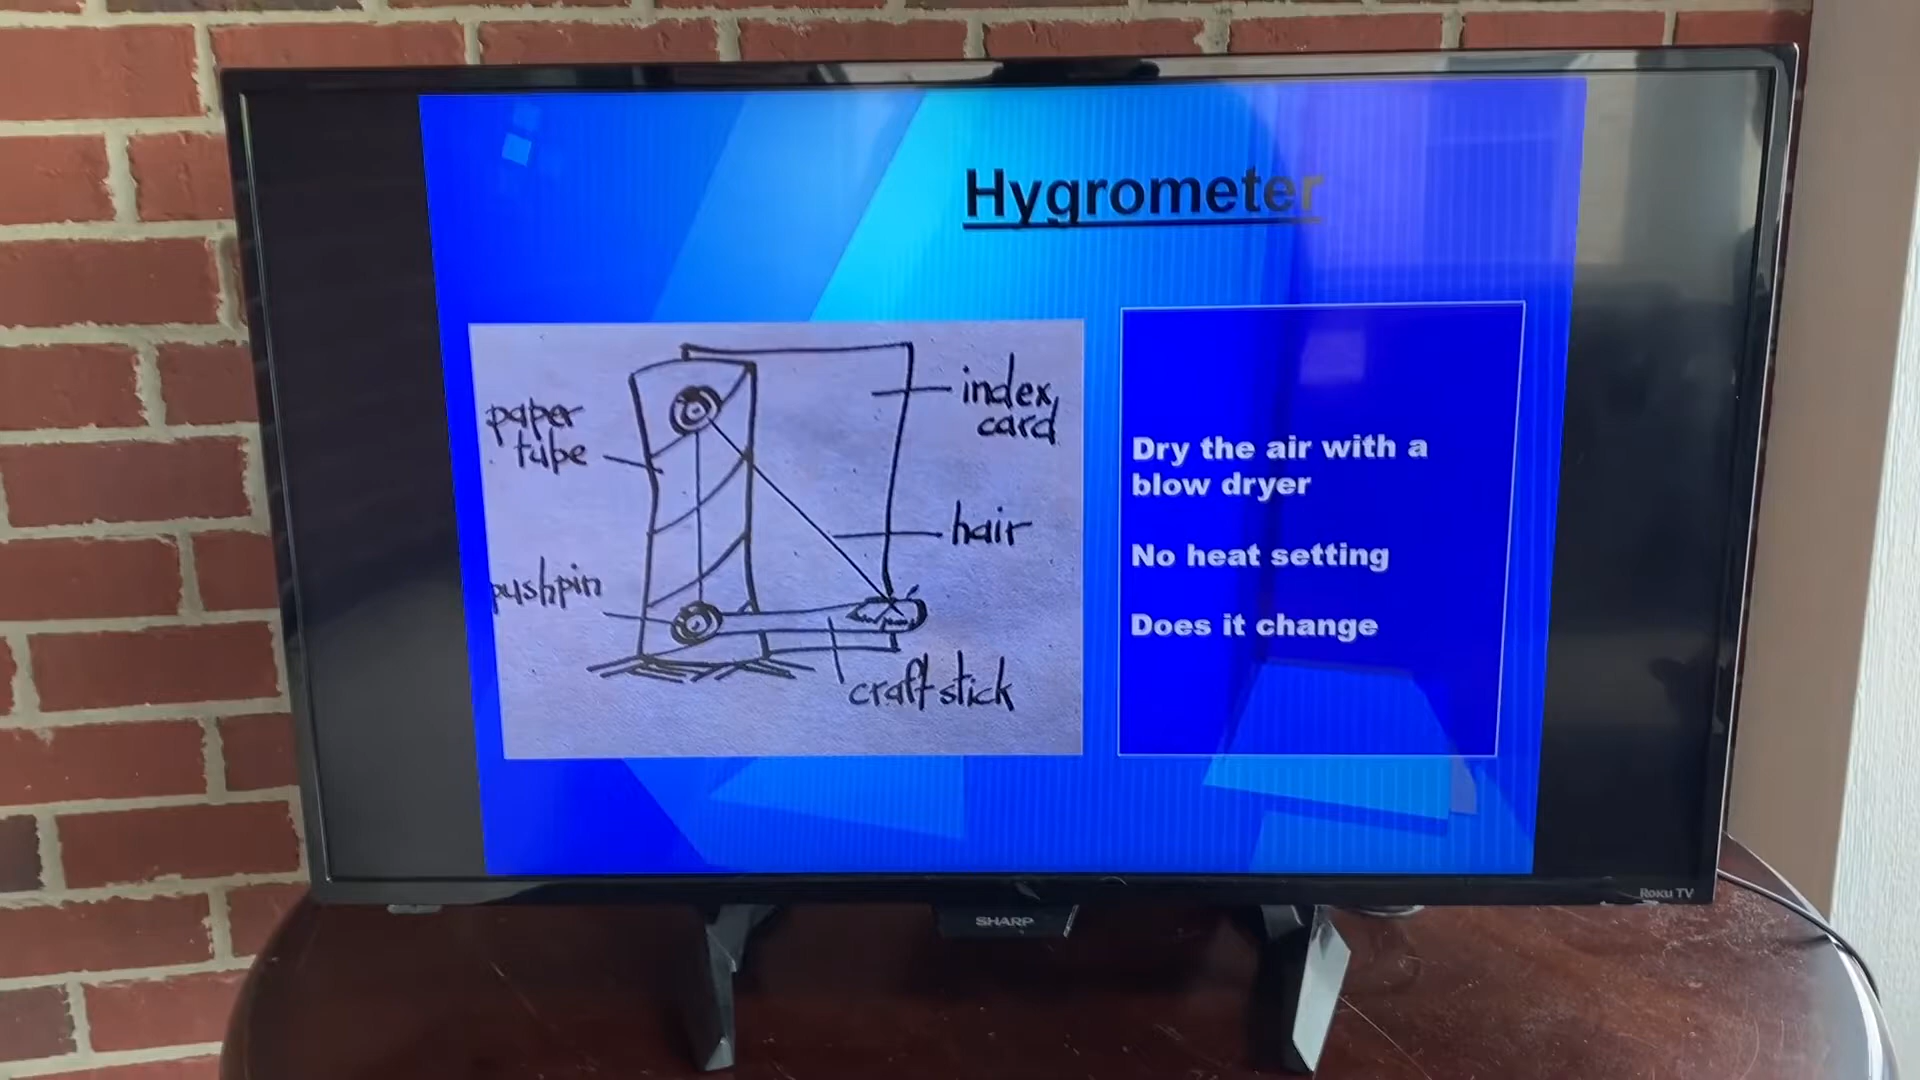 Hygrometer
paper
tube
index
card
hair
pushpin
craft stick
Dry the air with a
blow dryer
No heat setting
Does it change
SHARP
Roku TV